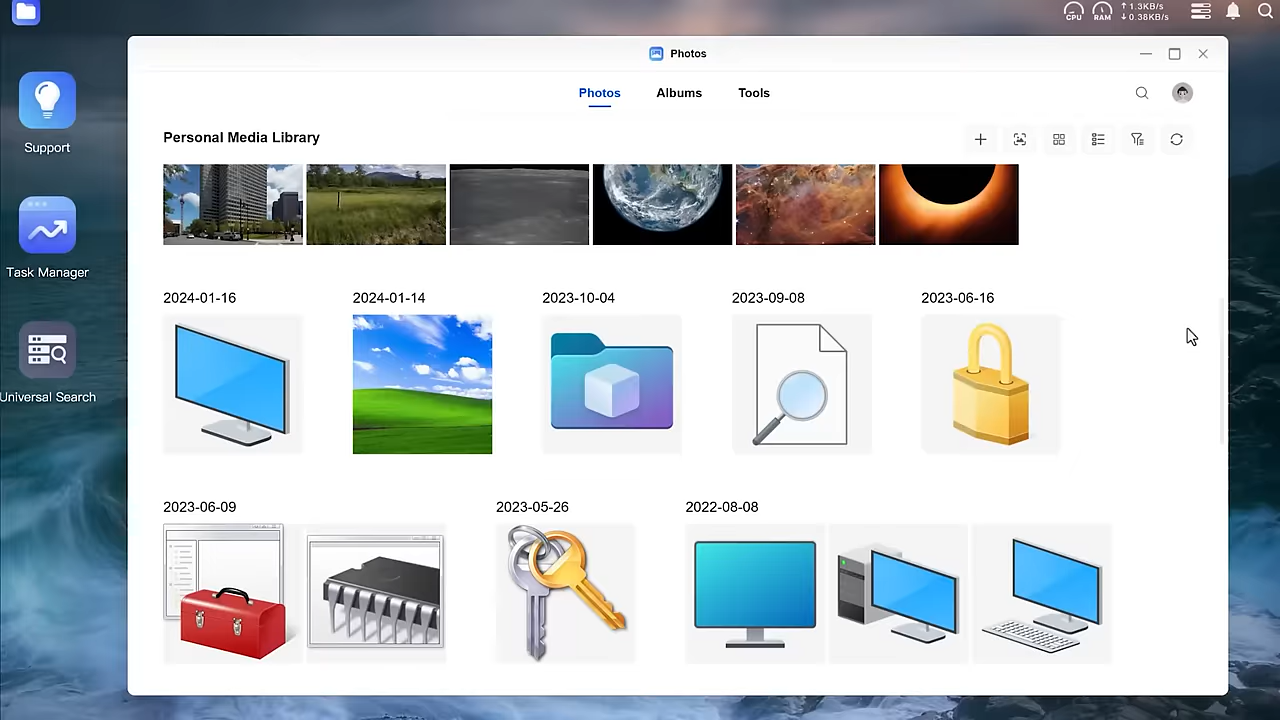 CPU
RAM
↑ 1.3KB/s
↓ 0.38KB/s
Photos
Support
Task Manager
Universal Search
Photos
Albums
Tools
Personal Media Library
2024-01-16
2024-01-14
2023-10-04
2023-09-08
2023-06-16
2023-06-09
2023-05-26
2022-08-08